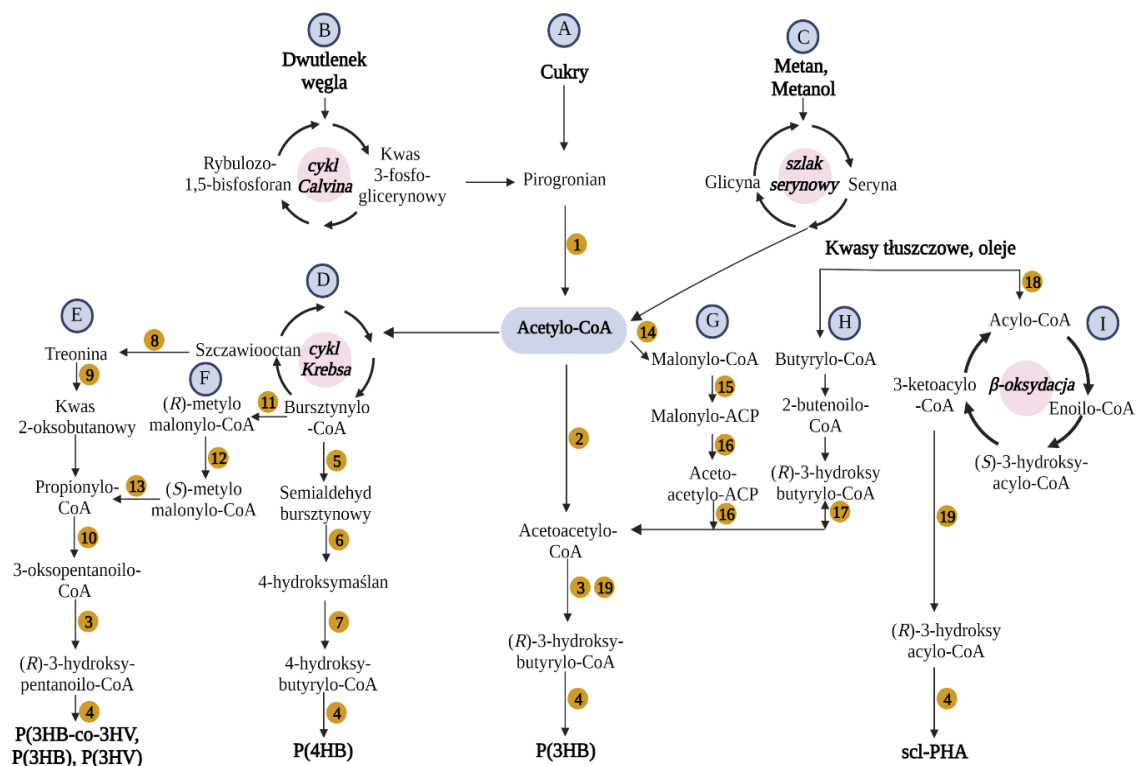 B
Dwutlenek
węgla
Rybulozo-
1,5-bisfosforan
cykl
Calvina
Kwas
3-fosfo-
glicerynowy
A
Cukry
Pirogronian
1
Acetylo-CoA
C
Metan,
Metanol
Glicyna
szlak
serynowy
Seryna
Kwasy tłuszczowe, oleje
18
14
D
cykl
Krebsa
Szczawiooctan
Bursztynylo
-CoA
E
8
Treonina
9
Kwas
2-oksobutanowy
Propionylo-
CoA
10
3-oksopentanoilo-
CoA
3
(R)-3-hydroksy-
pentanoilo-CoA
4
P(3HB-co-3HV,
P(3HB), P(3HV)
F
11
(R)-metylo
malonylo-CoA
12
13
(S)-metylo
malonylo-CoA
5
Semialdehyd
bursztynowy
6
4-hydroksymaślan
7
4-hydroksy-
butyrylo-CoA
4
P(4HB)
2
Acetoacetylo-
CoA
3
19
(R)-3-hydroksy-
butyrylo-CoA
4
P(3HB)
G
Malonylo-CoA
15
Malonylo-ACP
16
Aceto-
acetylo-ACP
16
H
Butyrylo-CoA
2-butenoilo-
CoA
(R)-3-hydroksy
butyrylo-CoA
17
I
Acylo-CoA
3-ketoacylo
-CoA
β-oksydacja
Enoilo-CoA
(S)-3-hydroksy-
acylo-CoA
19
(R)-3-hydroksy
acylo-CoA
4
scl-PHA